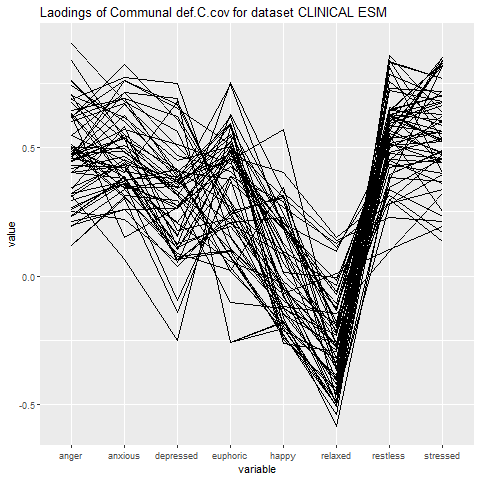 Laodings of Communal def.C.cov for dataset CLINICAL ESM
value
0.5
0.0
-0.5
anger anxious depressed euphoric happy relaxed restless stressed
variable